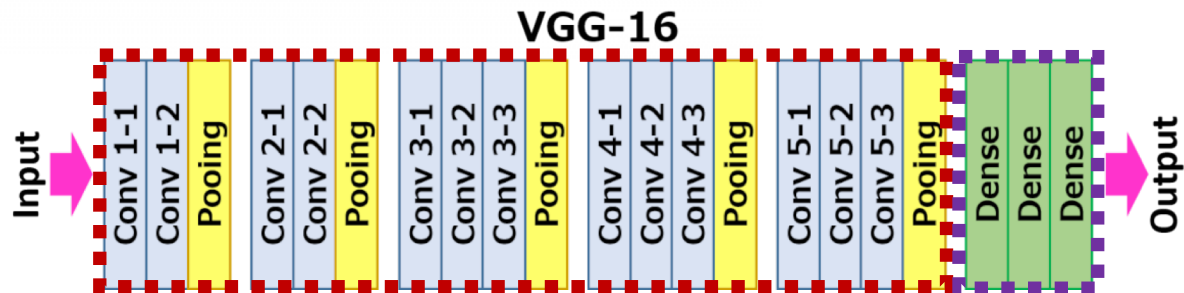 VGG-16
Input
Conv 1-1
Conv 1-2
Pooing
Conv 2-1
Conv 2-2
Pooing
Conv 3-1
Conv 3-2
Conv 3-3
Pooing
Conv 4-1
Conv 4-2
Conv 4-3
Pooing
Conv 5-1
Conv 5-2
Conv 5-3
Pooing
Dense
Dense
Dense
Output